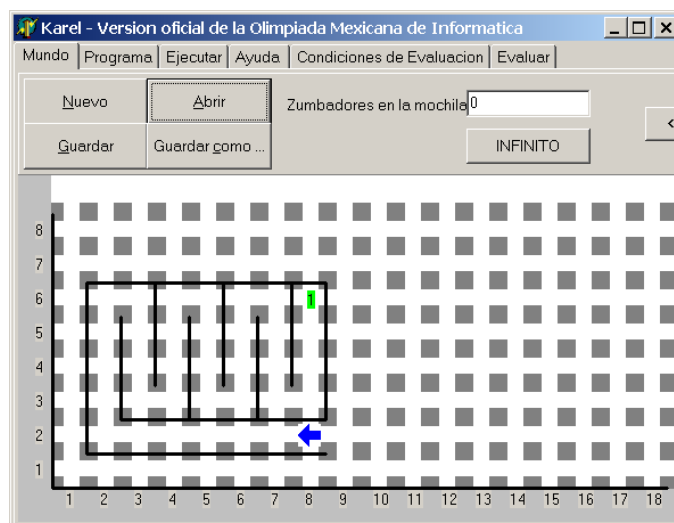 Karel - Version oficial de la Olimpiada Mexicana de Informatica
Mundo Programa Ejecutar Ayuda Condiciones de Evaluacion Evaluar
Nuevo Abrir Zumbadores en la mochila 0
<
Guardar Guardar como ... INFINITO
8
7
6 1
5
4
3
2
1
1 2 3 4 5 6 7 8 9 10 11 12 13 14 15 16 17 18